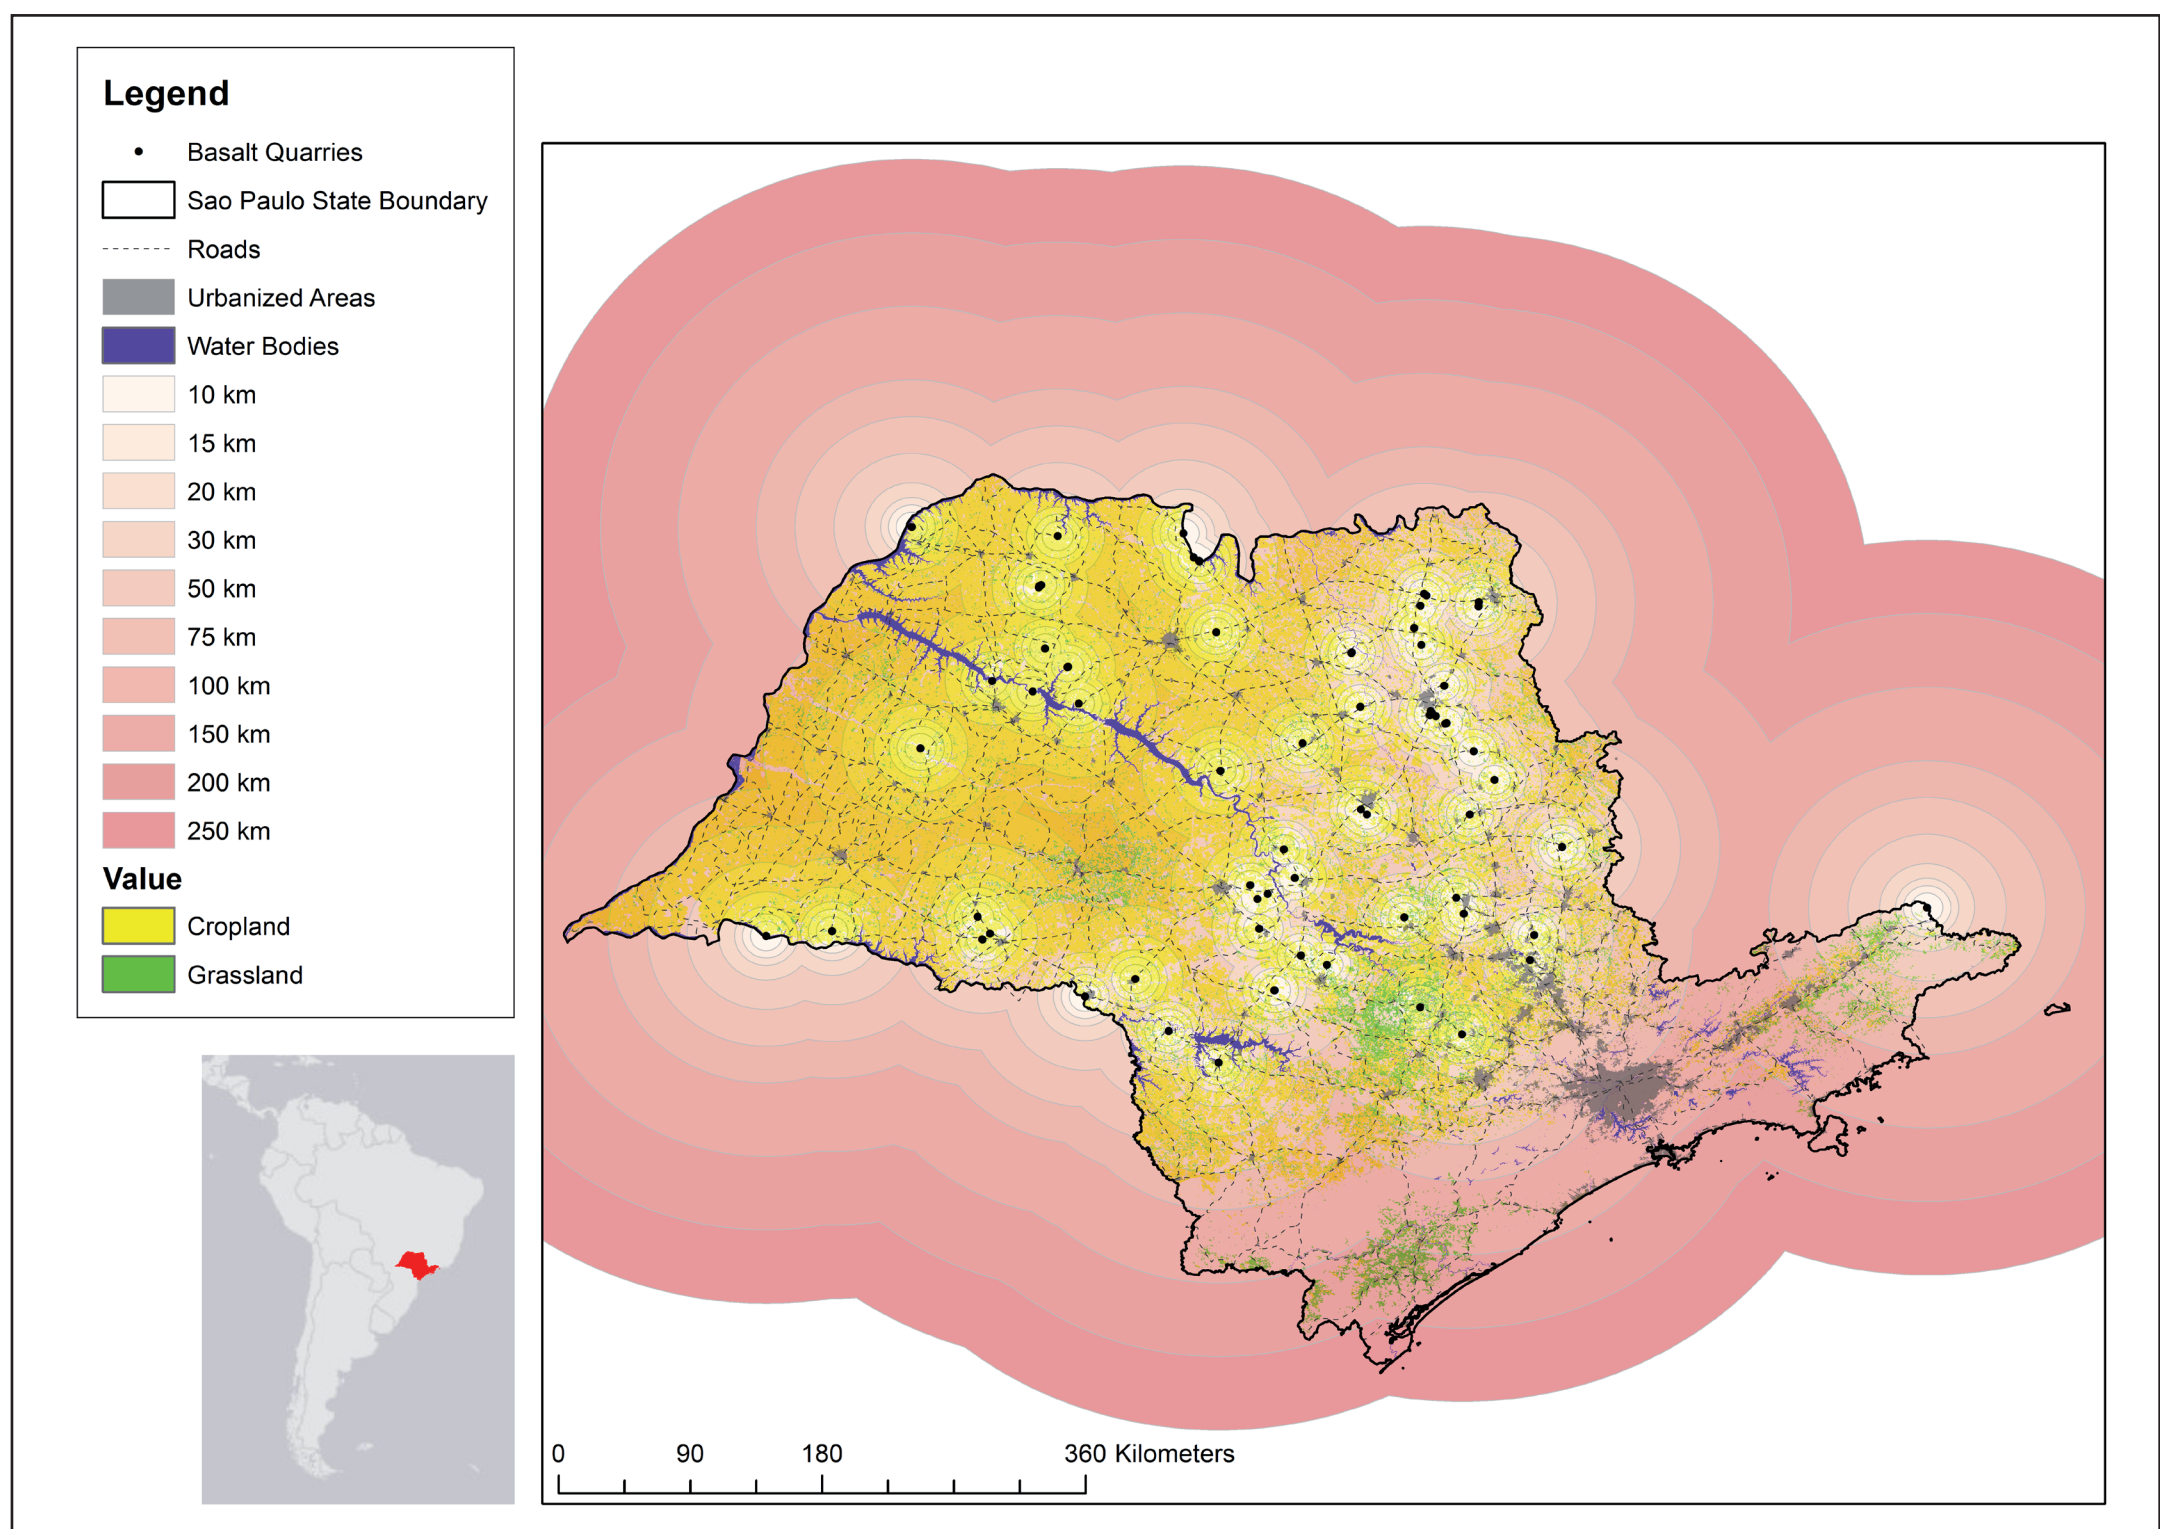 Legend
Basalt Quarries
Sao Paulo State Boundary
Roads
Urbanized Areas
Water Bodies
10 km
15 km
20 km
30 km
50 km
75 km
100 km
150 km
200 km
250 km
Value
Cropland
Grassland
0 90 180 360 Kilometers